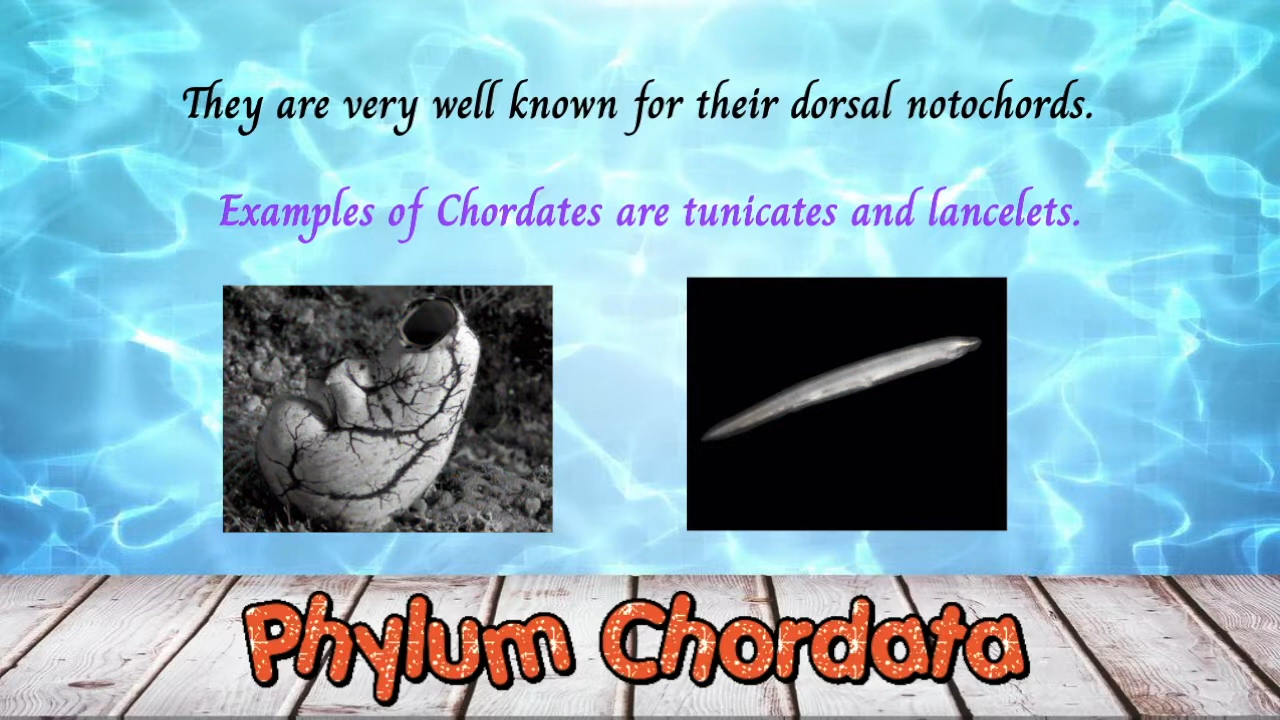 They are very well known for their dorsal notochords.
Examples of Chordates are tunicates and lancelets.
Phylum Chordata